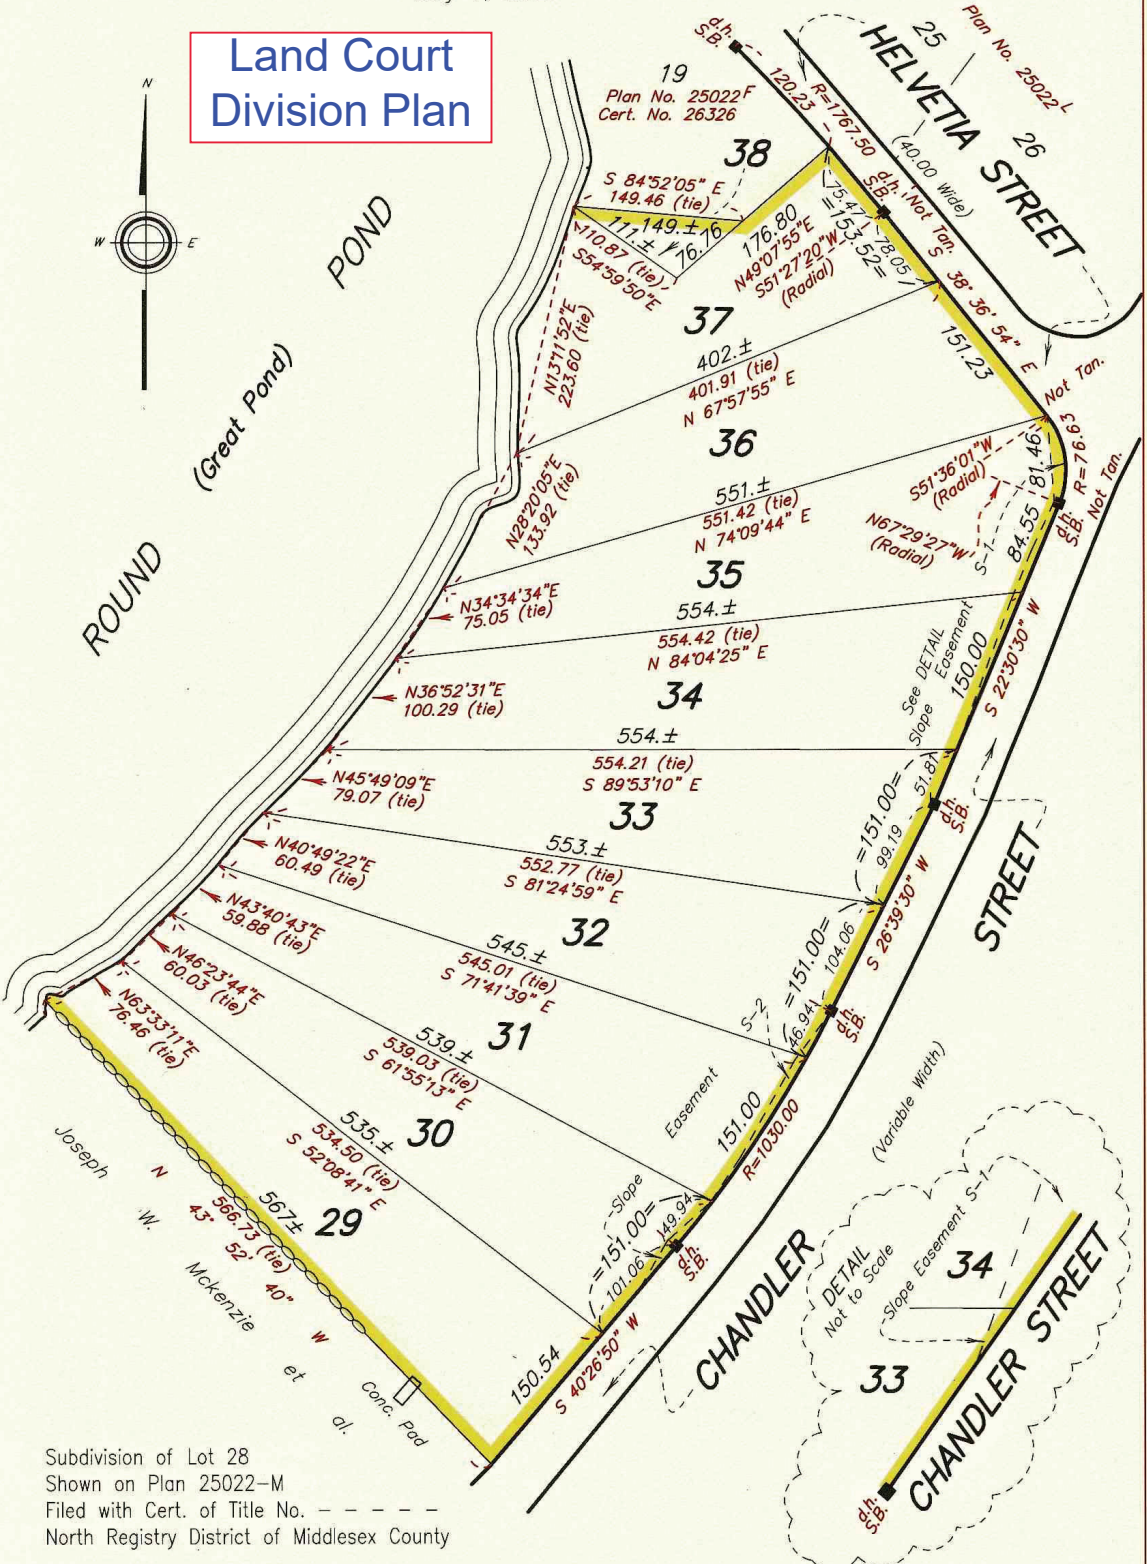 Land Court
Division Plan
N
W
E
19
Plan No. 25022F
Cert. No. 26326
38
d.h.
S.B.
120.23
R=1767.50
HELVETIA STREET
(40.00 Wide)
25
26
Plan No. 25022L
d.h.
S.B.
Not Tan.
Not Tan.
S 84°52'05" E
149.46 (tie)
149.±
111.±
76.76
110.87 (tie)
S54°59'50"E
176.80
N49°07'55"E
S51°27'20"W
(Radial)
75.47
=153.52=
78.05
S 38° 36' 54" E
151.23
Not Tan.
POND
(Great Pond)
ROUND
N13°11'52"E
223.60 (tie)
37
402.±
401.91 (tie)
N 67°57'55" E
36
N28°20'05"E
133.92 (tie)
551.±
551.42 (tie)
N 74°09'44" E
S51°36'01"W
(Radial)
N67°29'27"W
(Radial)
81.46
R=76.63
d.h.
S.B.
Not Tan.
S-1
84.55
35
N34°34'34"E
75.05 (tie)
554.±
554.42 (tie)
N 84°04'25" E
See DETAIL
Slope Easement
150.00
S 22°30'30" W
34
N36°52'31"E
100.29 (tie)
554.±
554.21 (tie)
S 89°53'10" E
=151.00=
51.81
99.19
d.h.
S.B.
33
N45°49'09"E
79.07 (tie)
553.±
552.77 (tie)
S 81°24'59" E
S 26°39'30" W
STREET
32
N40°49'22"E
60.49 (tie)
545.±
545.01 (tie)
S 71°41'39" E
=151.00=
104.06
46.94
d.h.
S.B.
S-2
31
N43°40'43"E
59.88 (tie)
539.±
539.03 (tie)
S 61°55'13" E
Easement
151.00
R=1030.00
(Variable Width)
30
N46°23'44"E
60.03 (tie)
535.±
534.50 (tie)
S 52°08'41" E
Slope
=151.00=
49.94
101.06
d.h.
S.B.
29
N63°33'11"E
76.46 (tie)
567±
566.73 (tie)
N 43° 52' 40" W
Joseph W. Mckenzie et al.
Conc. Pad
150.54
S 40°26'50" W
CHANDLER
DETAIL
Not to Scale
Slope Easement S-1
34
33
CHANDLER STREET
d.h.
S.B.
Subdivision of Lot 28
Shown on Plan 25022-M
Filed with Cert. of Title No. – – – – –
North Registry District of Middlesex County